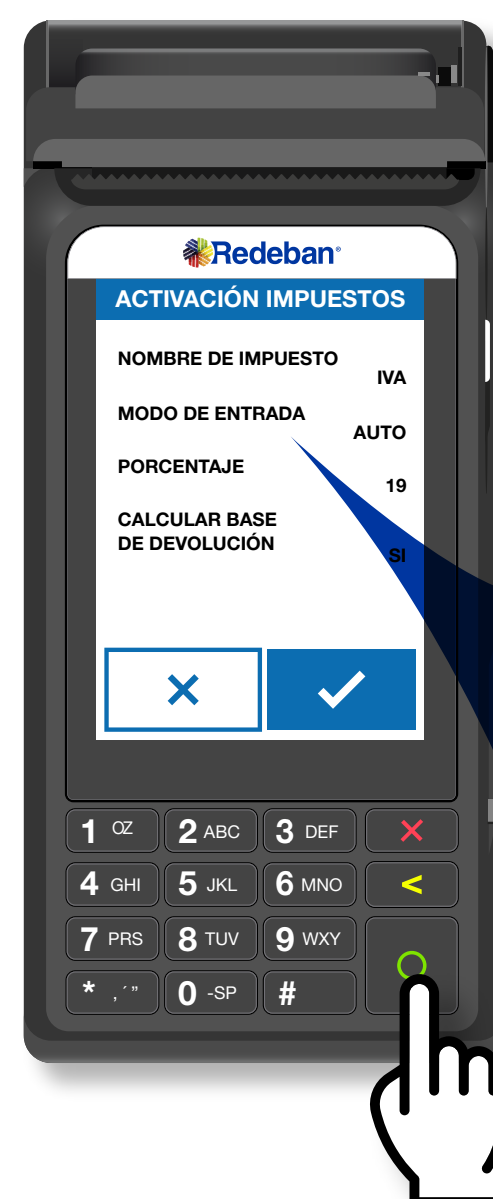 Redeban®
ACTIVACIÓN IMPUESTOS
NOMBRE DE IMPUESTO
IVA
MODO DE ENTRADA
AUTO
PORCENTAJE
19
CALCULAR BASE
DE DEVOLUCIÓN
SI
1 OZ 2 ABC 3 DEF
4 GHI 5 JKL 6 MNO <
7 PRS 8 TUV 9 WXY
* , ´ ” 0 -SP #